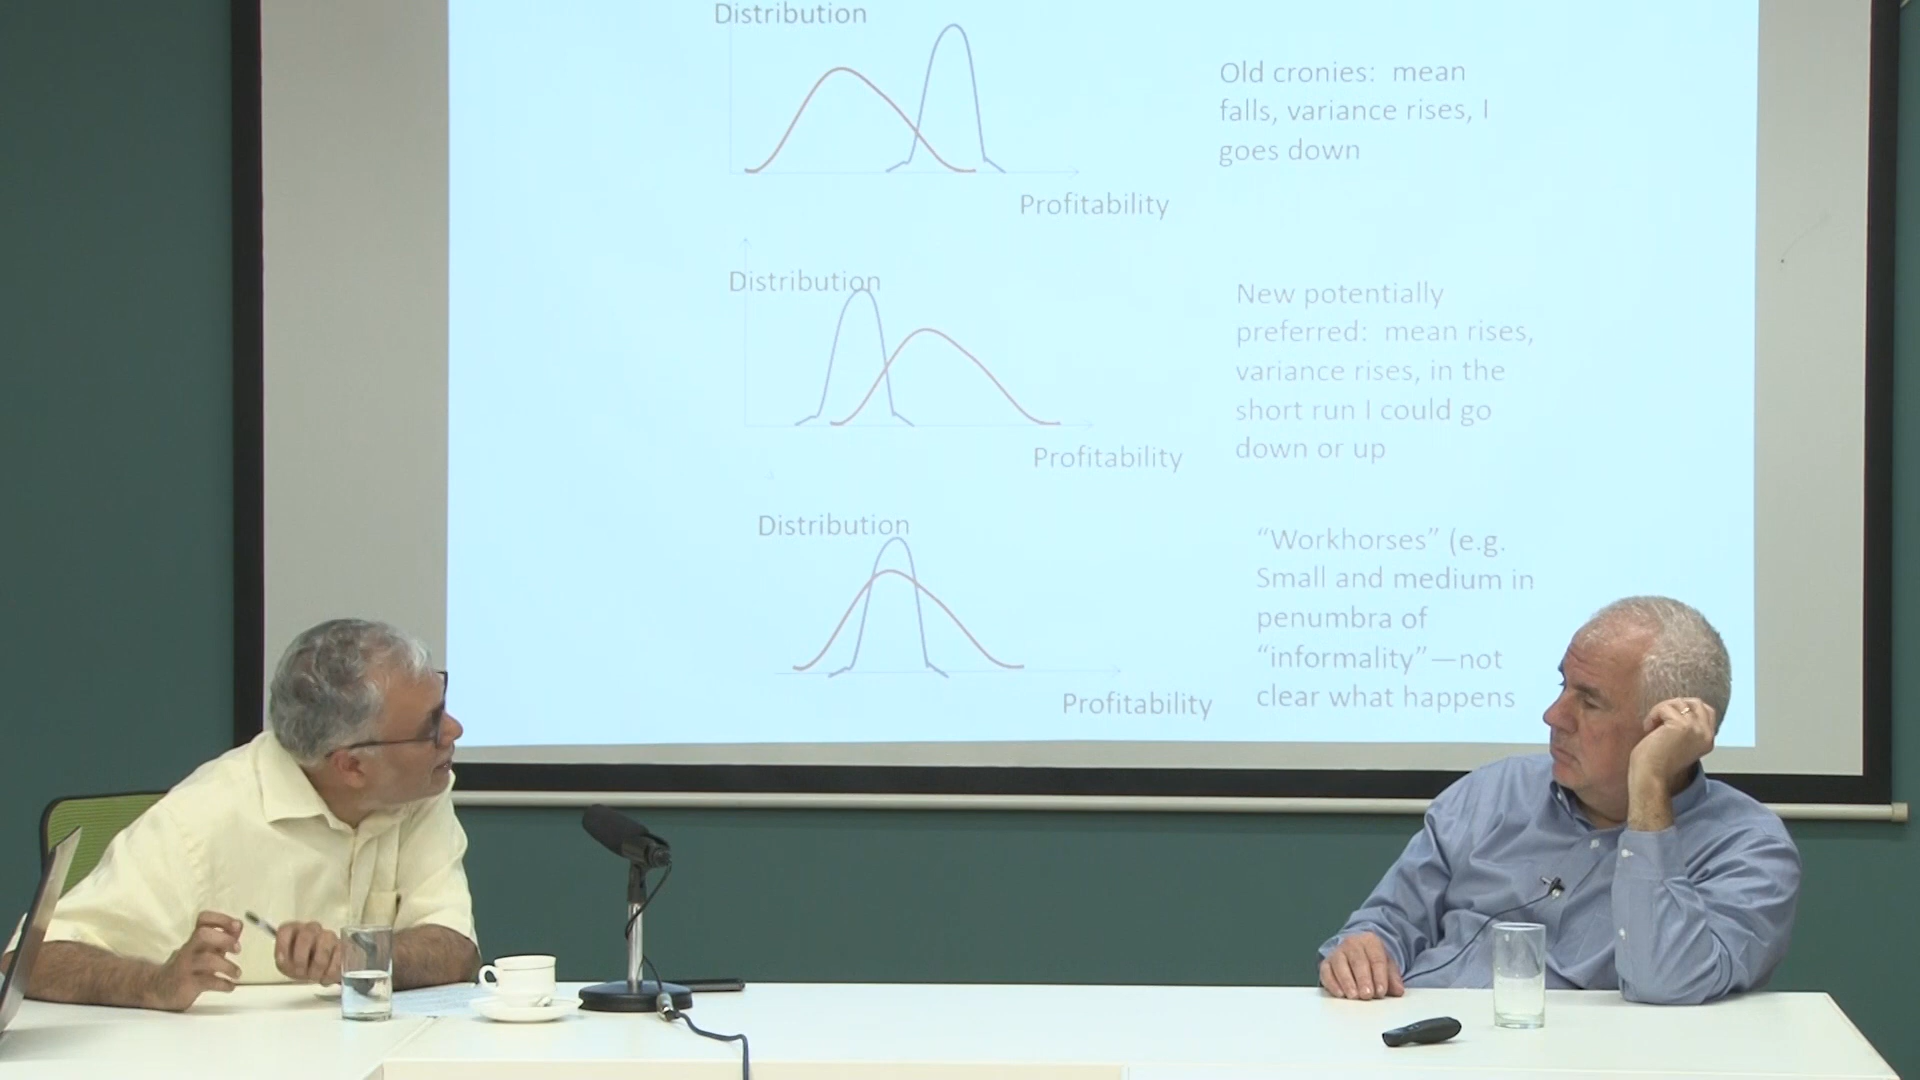 Distribution
Old cronies: mean
falls, variance rises, I
goes down
Profitability
Distribution
New potentially
preferred: mean rises,
variance rises, in the
short run I could go
down or up
Profitability
Distribution
“Workhorses” (e.g.
Small and medium in
penumbra of
“informality”—not
clear what happens
Profitability